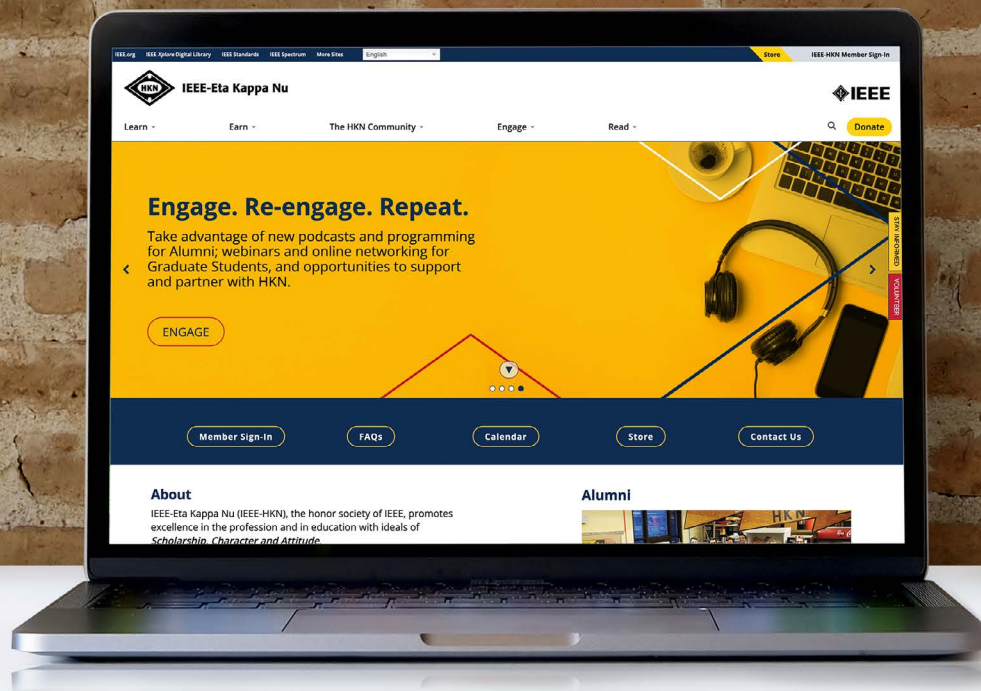 IEEE.org IEEE Xplore Digital Library IEEE Standards IEEE Spectrum More Sites English Store IEEE-HKN Member Sign-In
HKN IEEE-Eta Kappa Nu
IEEE
Learn Earn The HKN Community Engage Read Donate
Engage. Re-engage. Repeat.
Take advantage of new podcasts and programming
for Alumni; webinars and online networking for
Graduate Students, and opportunities to support
and partner with HKN.
ENGAGE
STAY INFORMED
VOLUNTEER
Member Sign-In FAQs Calendar Store Contact Us
About
IEEE-Eta Kappa Nu (IEEE-HKN), the honor society of IEEE, promotes
excellence in the profession and in education with ideals of
Scholarship, Character and Attitude.
Alumni
HKN